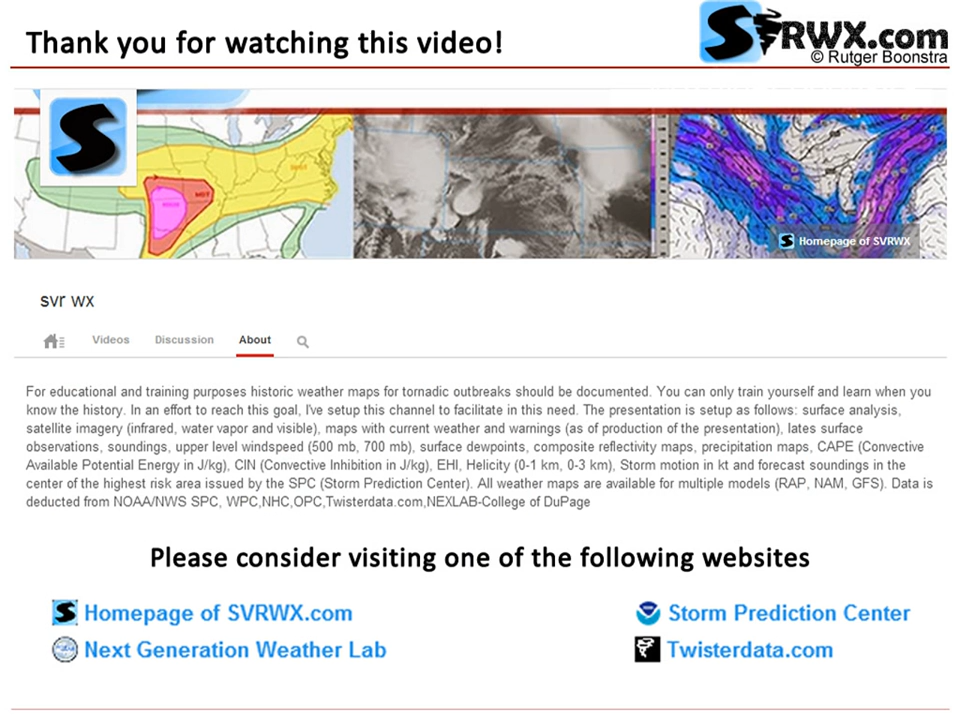 Thank you for watching this video!
SVRWX.com
© Rutger Boonstra
Homepage of SVRWX
svr wx
Videos Discussion About
For educational and training purposes historic weather maps for tornadic outbreaks should be documented. You can only train yourself and learn when you
know the history. In an effort to reach this goal, I've setup this channel to facilitate in this need. The presentation is setup as follows: surface analysis,
satellite imagery (infrared, water vapor and visible), maps with current weather and warnings (as of production of the presentation), lates surface
observations, soundings, upper level windspeed (500 mb, 700 mb), surface dewpoints, composite reflectivity maps, precipitation maps, CAPE (Convective
Available Potential Energy in J/kg), CIN (Convective Inhibition in J/kg), EHI, Helicity (0-1 km, 0-3 km), Storm motion in kt and forecast soundings in the
center of the highest risk area issued by the SPC (Storm Prediction Center). All weather maps are available for multiple models (RAP, NAM, GFS). Data is
deducted from NOAA/NWS SPC, WPC,NHC,OPC,Twisterdata.com,NEXLAB-College of DuPage
Please consider visiting one of the following websites
Homepage of SVRWX.com
Storm Prediction Center
Next Generation Weather Lab
Twisterdata.com